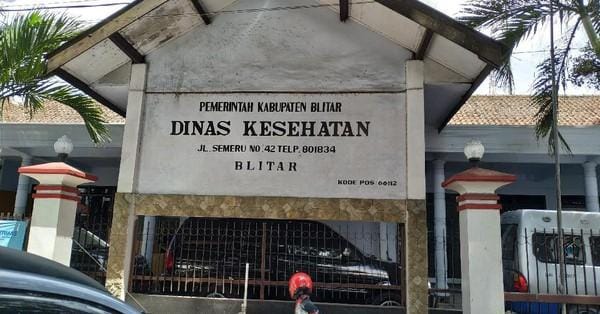 PEMERINTAH KABUPATEN BLITAR
DINAS KESEHATAN
JL. SEMERU NO. 42 TELP. 801834
BLITAR
KODE POS : 66112